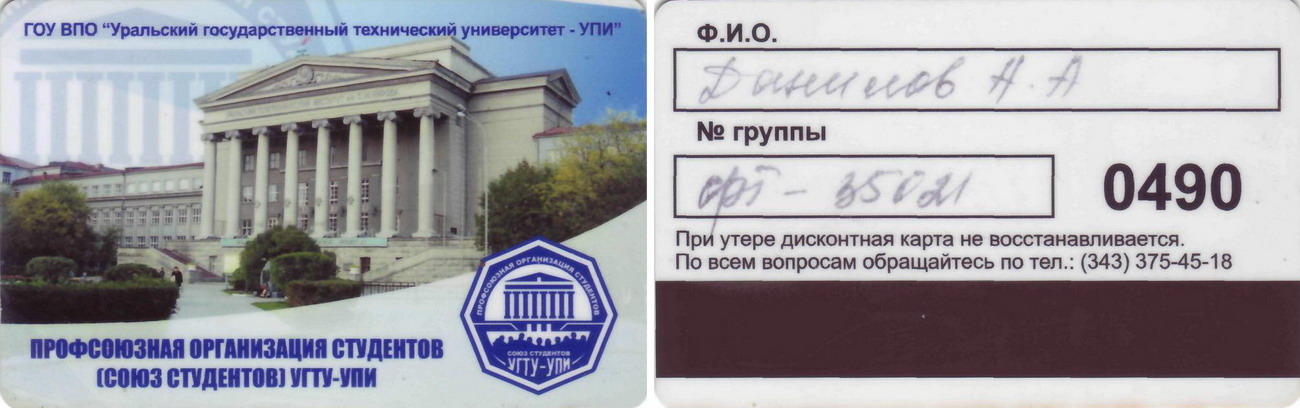 ГОУ ВПО “Уральский государственный технический университет - УПИ”
ПРОФСОЮЗНАЯ ОРГАНИЗАЦИЯ СТУДЕНТОВ
СОЮЗ СТУДЕНТОВ
УГТУ-УПИ
ПРОФСОЮЗНАЯ ОРГАНИЗАЦИЯ СТУДЕНТОВ
(СОЮЗ СТУДЕНТОВ) УГТУ-УПИ
Ф.И.О.
Данилов Н. А
№ группы
фт - 35021
0490
При утере дисконтная карта не восстанавливается.
По всем вопросам обращайтесь по тел.: (343) 375-45-18